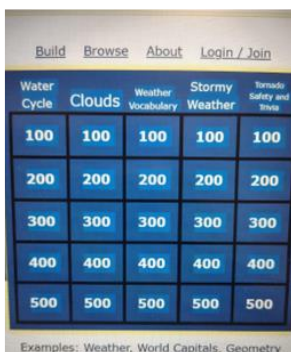 Build Browse About Login / Join
Water Cycle Clouds Weather Vocabulary Stormy Weather Tornado Safety and Trivia
100 100 100 100 100
200 200 200 200 200
300 300 300 300 300
400 400 400 400 400
500 500 500 500 500
Examples: Weather, World Capitals, Geometry